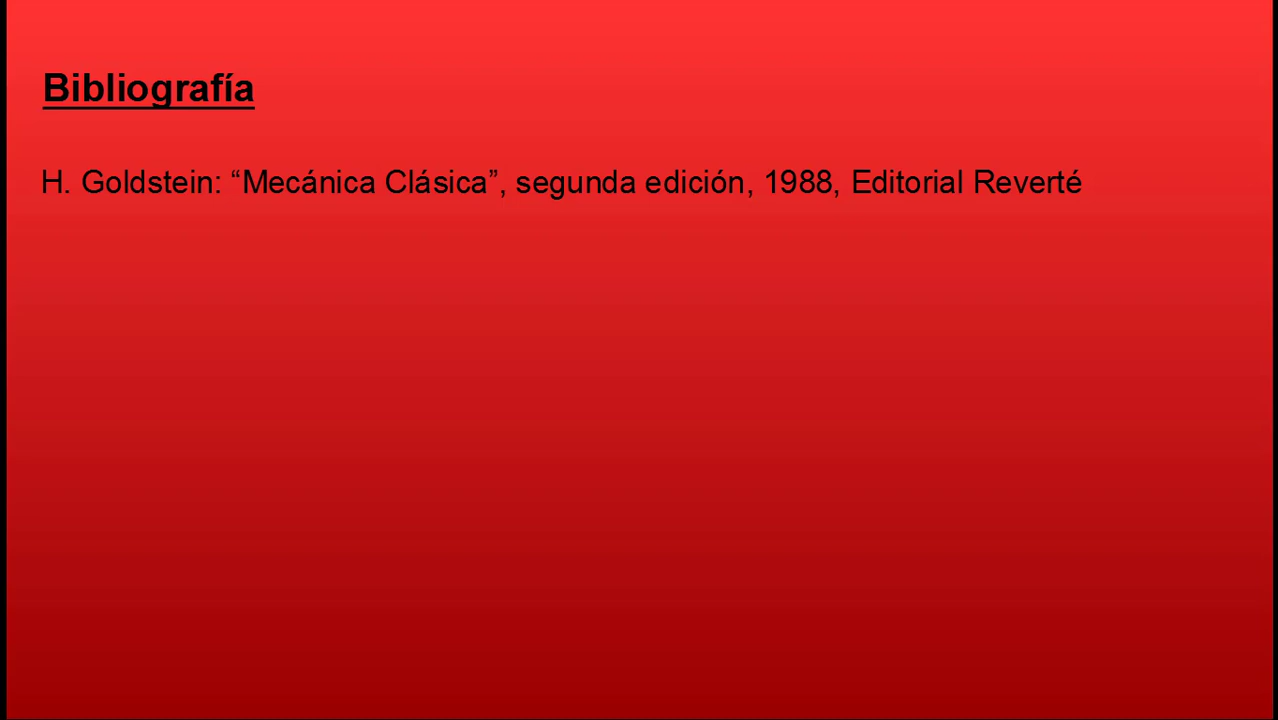 Bibliografía
H. Goldstein: “Mecánica Clásica”, segunda edición, 1988, Editorial Reverté